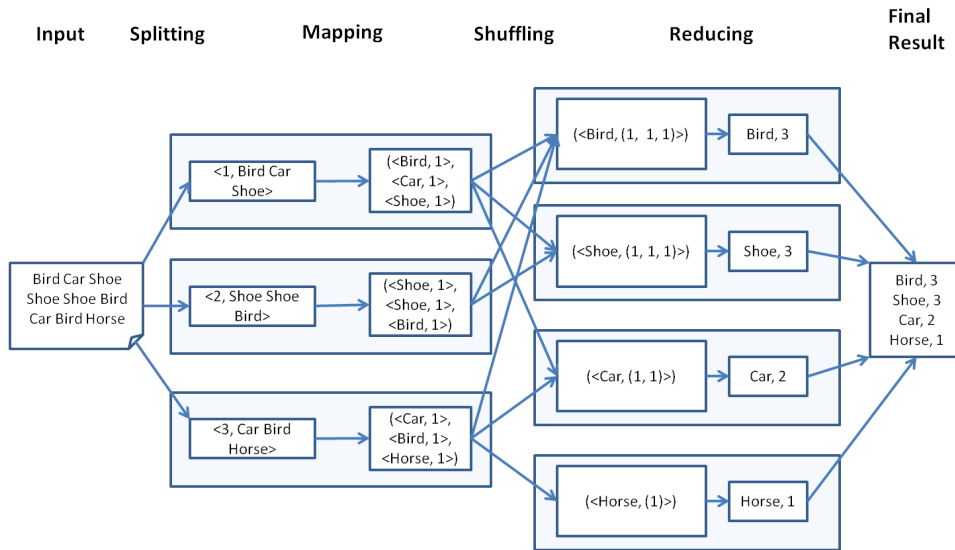 Input
Splitting
Mapping
Shuffling
Reducing
Final
Result
Bird Car Shoe
Shoe Shoe Bird
Car Bird Horse
<1, Bird Car
Shoe>
<2, Shoe Shoe
Bird>
<3, Car Bird
Horse>
(<Bird, 1>,
<Car, 1>,
<Shoe, 1>)
(<Shoe, 1>,
<Shoe, 1>,
<Bird, 1>)
(<Car, 1>,
<Bird, 1>,
<Horse, 1>)
(<Bird, (1, 1, 1)>)
Bird, 3
(<Shoe, (1, 1, 1)>)
Shoe, 3
(<Car, (1, 1)>)
Car, 2
(<Horse, (1)>)
Horse, 1
Bird, 3
Shoe, 3
Car, 2
Horse, 1